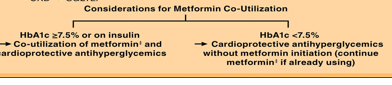 Considerations for Metformin Co-Utilization
HbA1c ≥7.5% or on insulin
Co-utilization of metformin‡ and
cardioprotective antihyperglycemics
HbA1c <7.5%
Cardioprotective antihyperglycemics
without metformin initiation (continue
metformin‡ if already using)